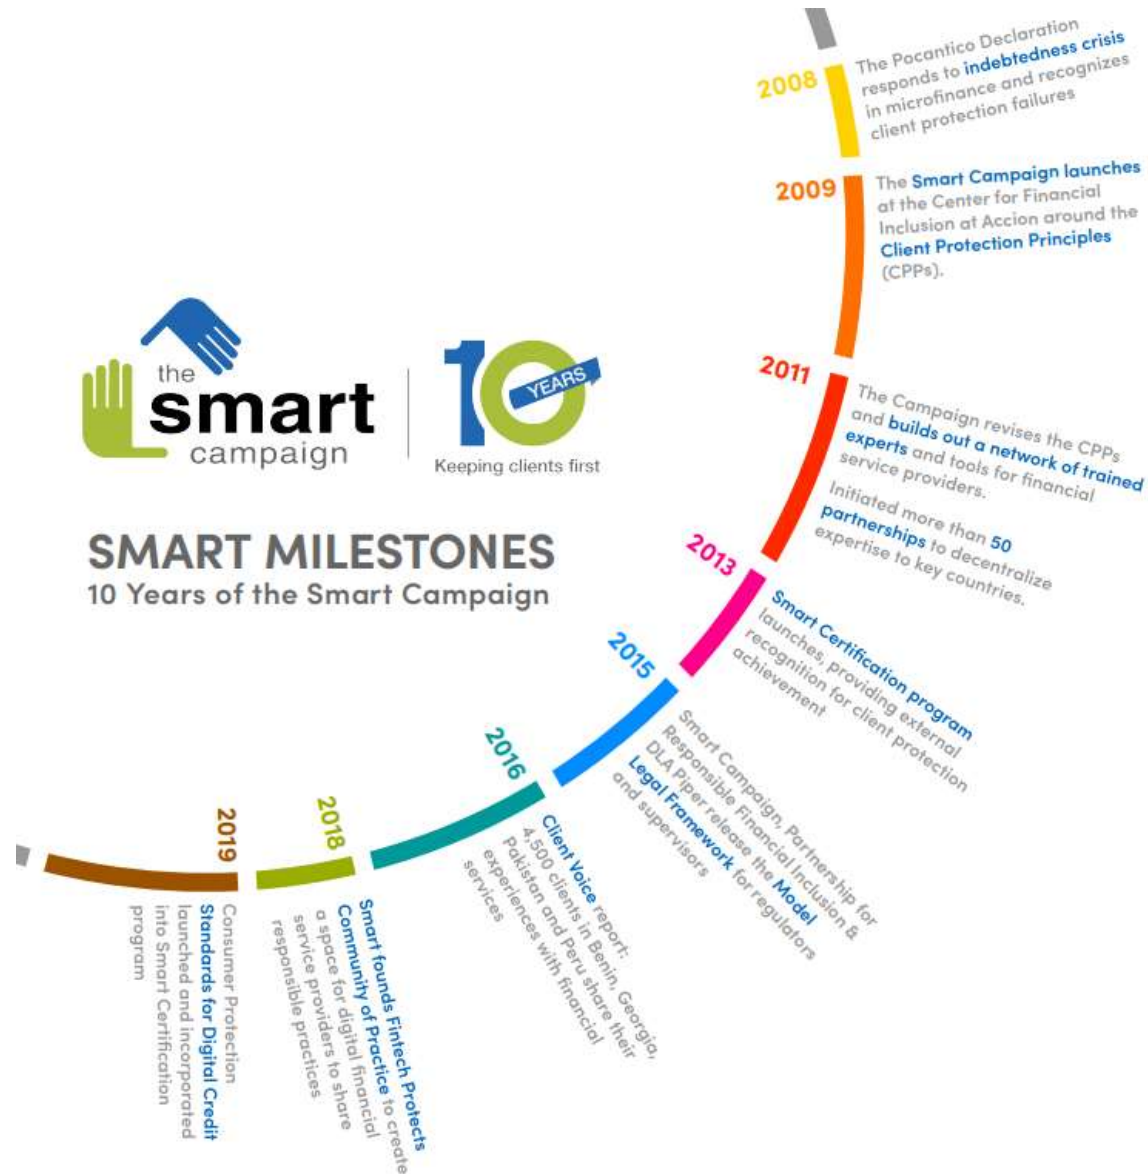 the
smart
campaign
10
YEARS
Keeping clients first
SMART MILESTONES
10 Years of the Smart Campaign
2008
The Pocantico Declaration
responds to indebtedness crisis
in microfinance and recognizes
client protection failures
2009
The Smart Campaign launches
at the Center for Financial
Inclusion at Accion around the
Client Protection Principles
(CPPs).
2011
The Campaign revises the CPPs
and builds out a network of trained
experts and tools for financial
service providers.
Initiated more than 50
partnerships to decentralize
expertise to key countries.
2013
Smart Certification program
launches, providing external
recognition for client protection
achievement
2015
Smart Campaign, Partnership for
Responsible Financial Inclusion &
DLA Piper release the Model
Legal Framework for regulators
and supervisors
2016
Client Voice report:
4,500 clients in Benin, Georgia,
Pakistan and Peru share their
experiences with financial
services
2018
Smart founds Fintech Protects
Community of Practice to create
a space for digital financial
service providers to share
responsible practices
2019
Consumer Protection
Standards for Digital Credit
launched and incorporated
into Smart Certification
program